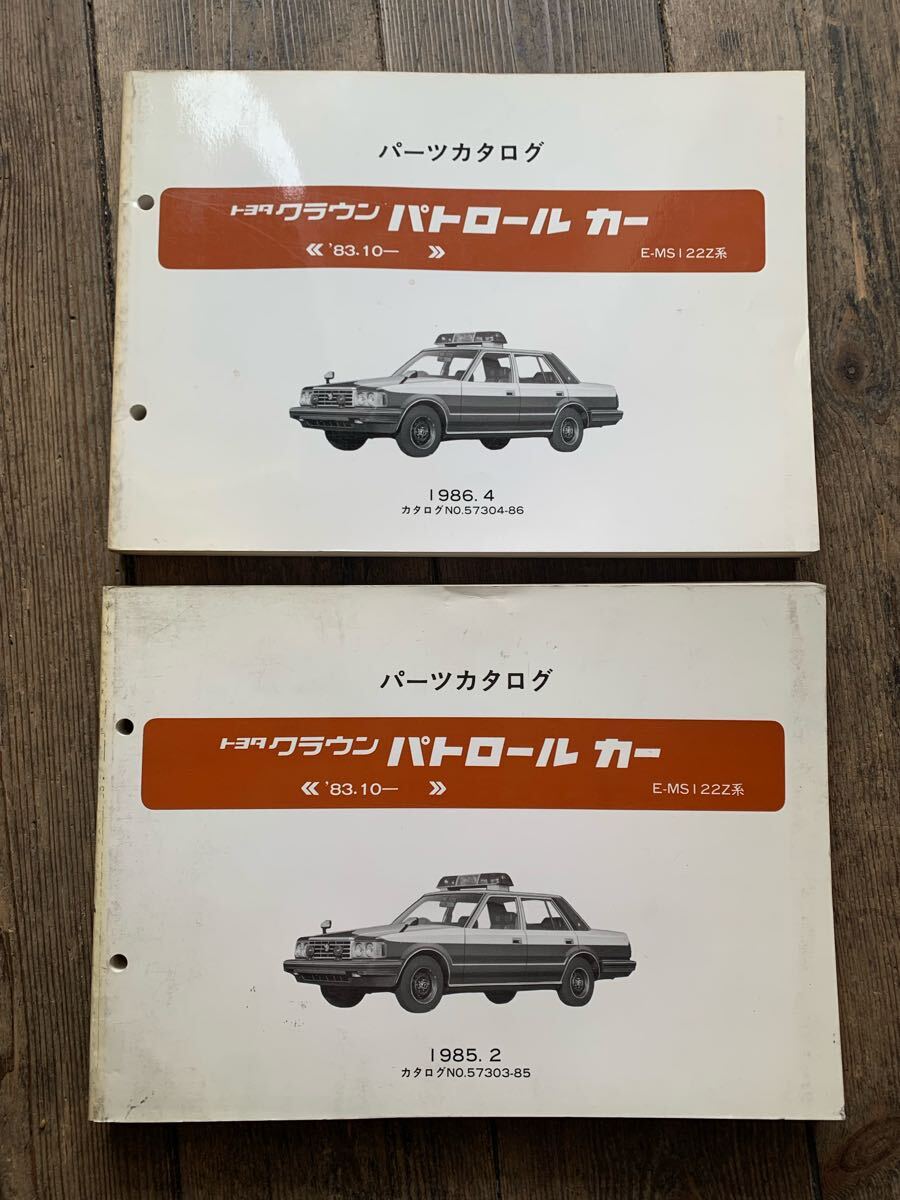 パーツカタログ
トヨタクラウン パトロール カー
《 '83.10― 》 E-MS122Z系
1986. 4
カタログNO.57304-86
パーツカタログ
トヨタクラウン パトロール カー
《 '83.10― 》 E-MS122Z系
1985. 2
カタログNO.57303-85